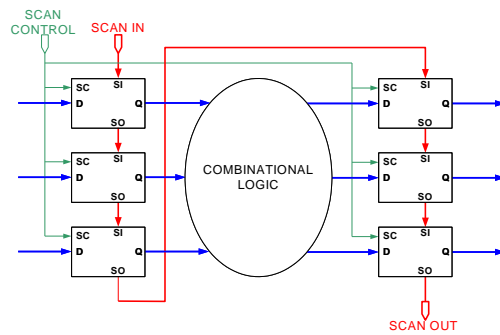 SCAN
CONTROL
SCAN IN
SC SI
D Q
SO
SC SI
D Q
SO
SC SI
D Q
SO
COMBINATIONAL
LOGIC
SC SI
D Q
SO
SC SI
D Q
SO
SC SI
D Q
SO
SCAN OUT